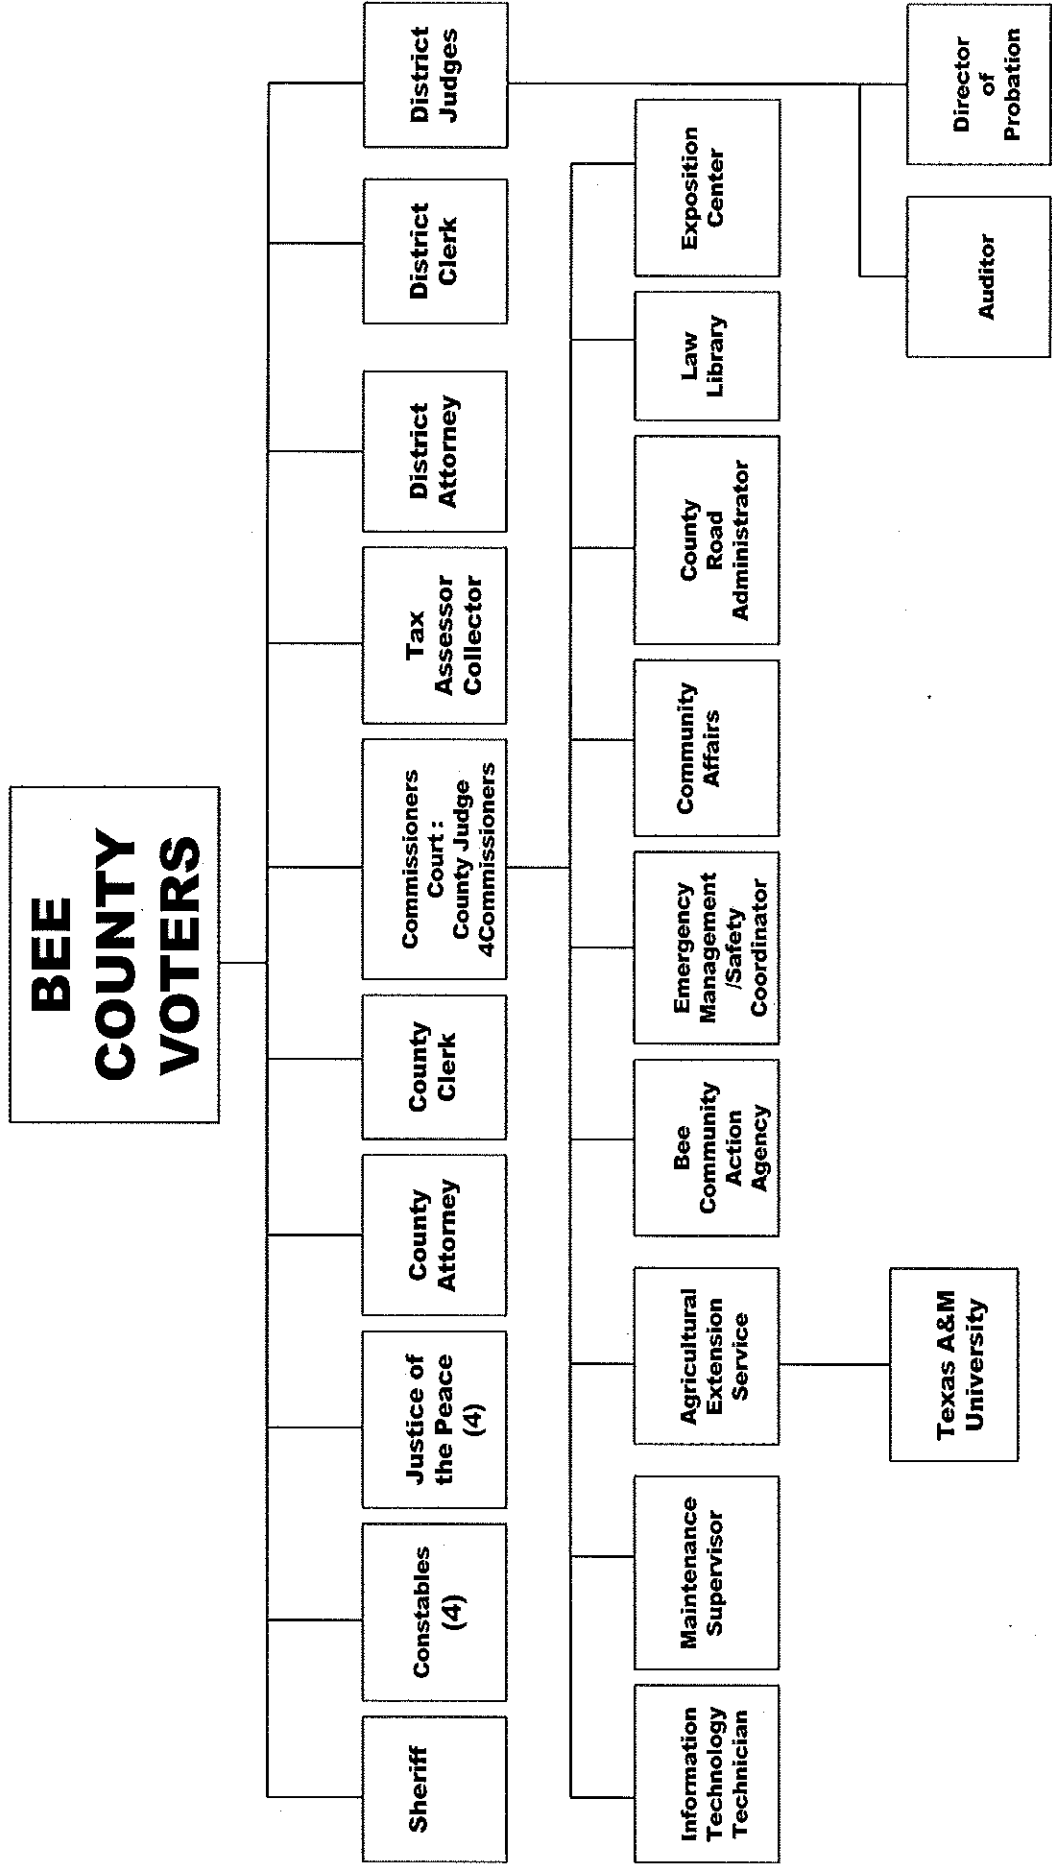 BEE
COUNTY
VOTERS
Sheriff
Constables
(4)
Justice of
the Peace
(4)
County
Attorney
County
Clerk
Commissioners
Court :
County Judge
4Commissioners
Tax
Assessor
Collector
District
Attorney
District
Clerk
District
Judges
Information
Technology
Technician
Maintenance
Supervisor
Agricultural
Extension
Service
Bee
Community
Action
Agency
Emergency
Management
/Safety
Coordinator
Community
Affairs
County
Road
Administrator
Law
Library
Exposition
Center
Texas A&M
University
Auditor
Director
of
Probation